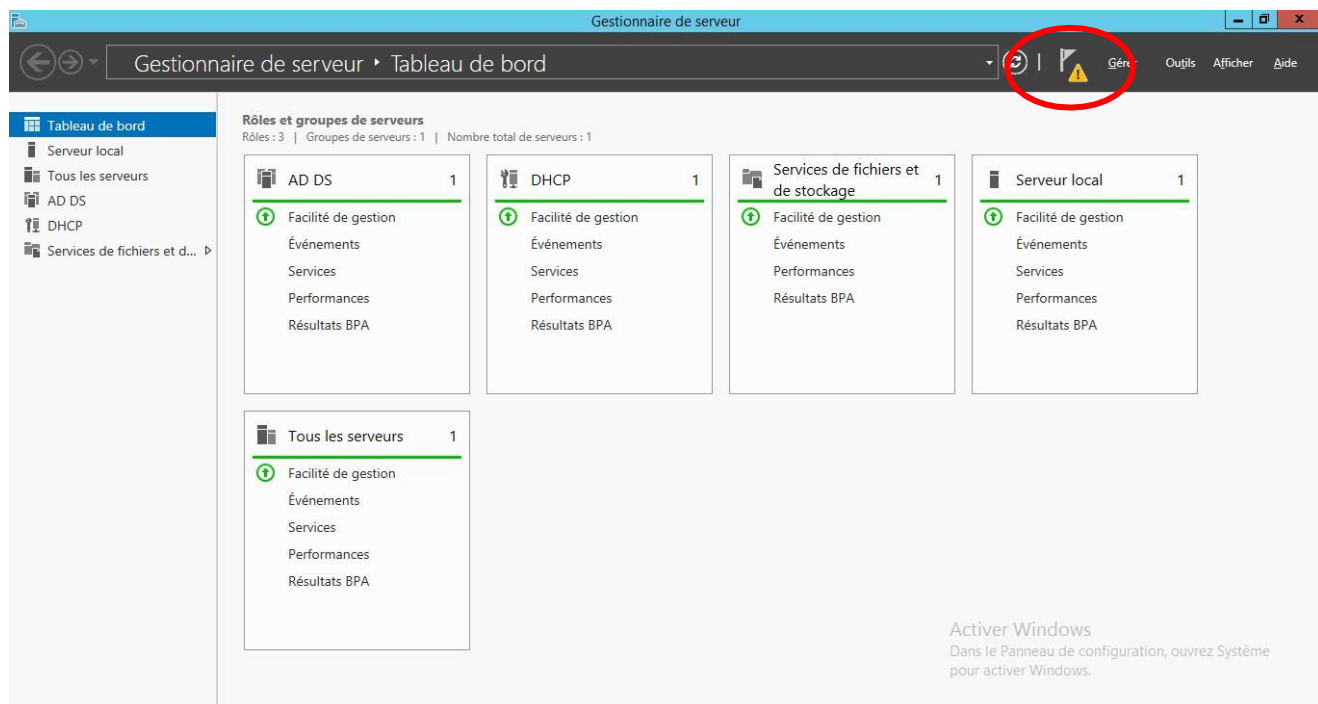 Gestionnaire de serveur
Gestionnaire de serveur ‣ Tableau de bord
Gérer Outils Afficher Aide
Tableau de bord
Serveur local
Tous les serveurs
AD DS
DHCP
Services de fichiers et d...
Rôles et groupes de serveurs
Rôles : 3 | Groupes de serveurs : 1 | Nombre total de serveurs : 1
AD DS 1
Facilité de gestion
Événements
Services
Performances
Résultats BPA
DHCP 1
Facilité de gestion
Événements
Services
Performances
Résultats BPA
Services de fichiers et
de stockage 1
Facilité de gestion
Événements
Performances
Résultats BPA
Serveur local 1
Facilité de gestion
Événements
Services
Performances
Résultats BPA
Tous les serveurs 1
Facilité de gestion
Événements
Services
Performances
Résultats BPA
Activer Windows
Dans le Panneau de configuration, ouvrez Système
pour activer Windows.